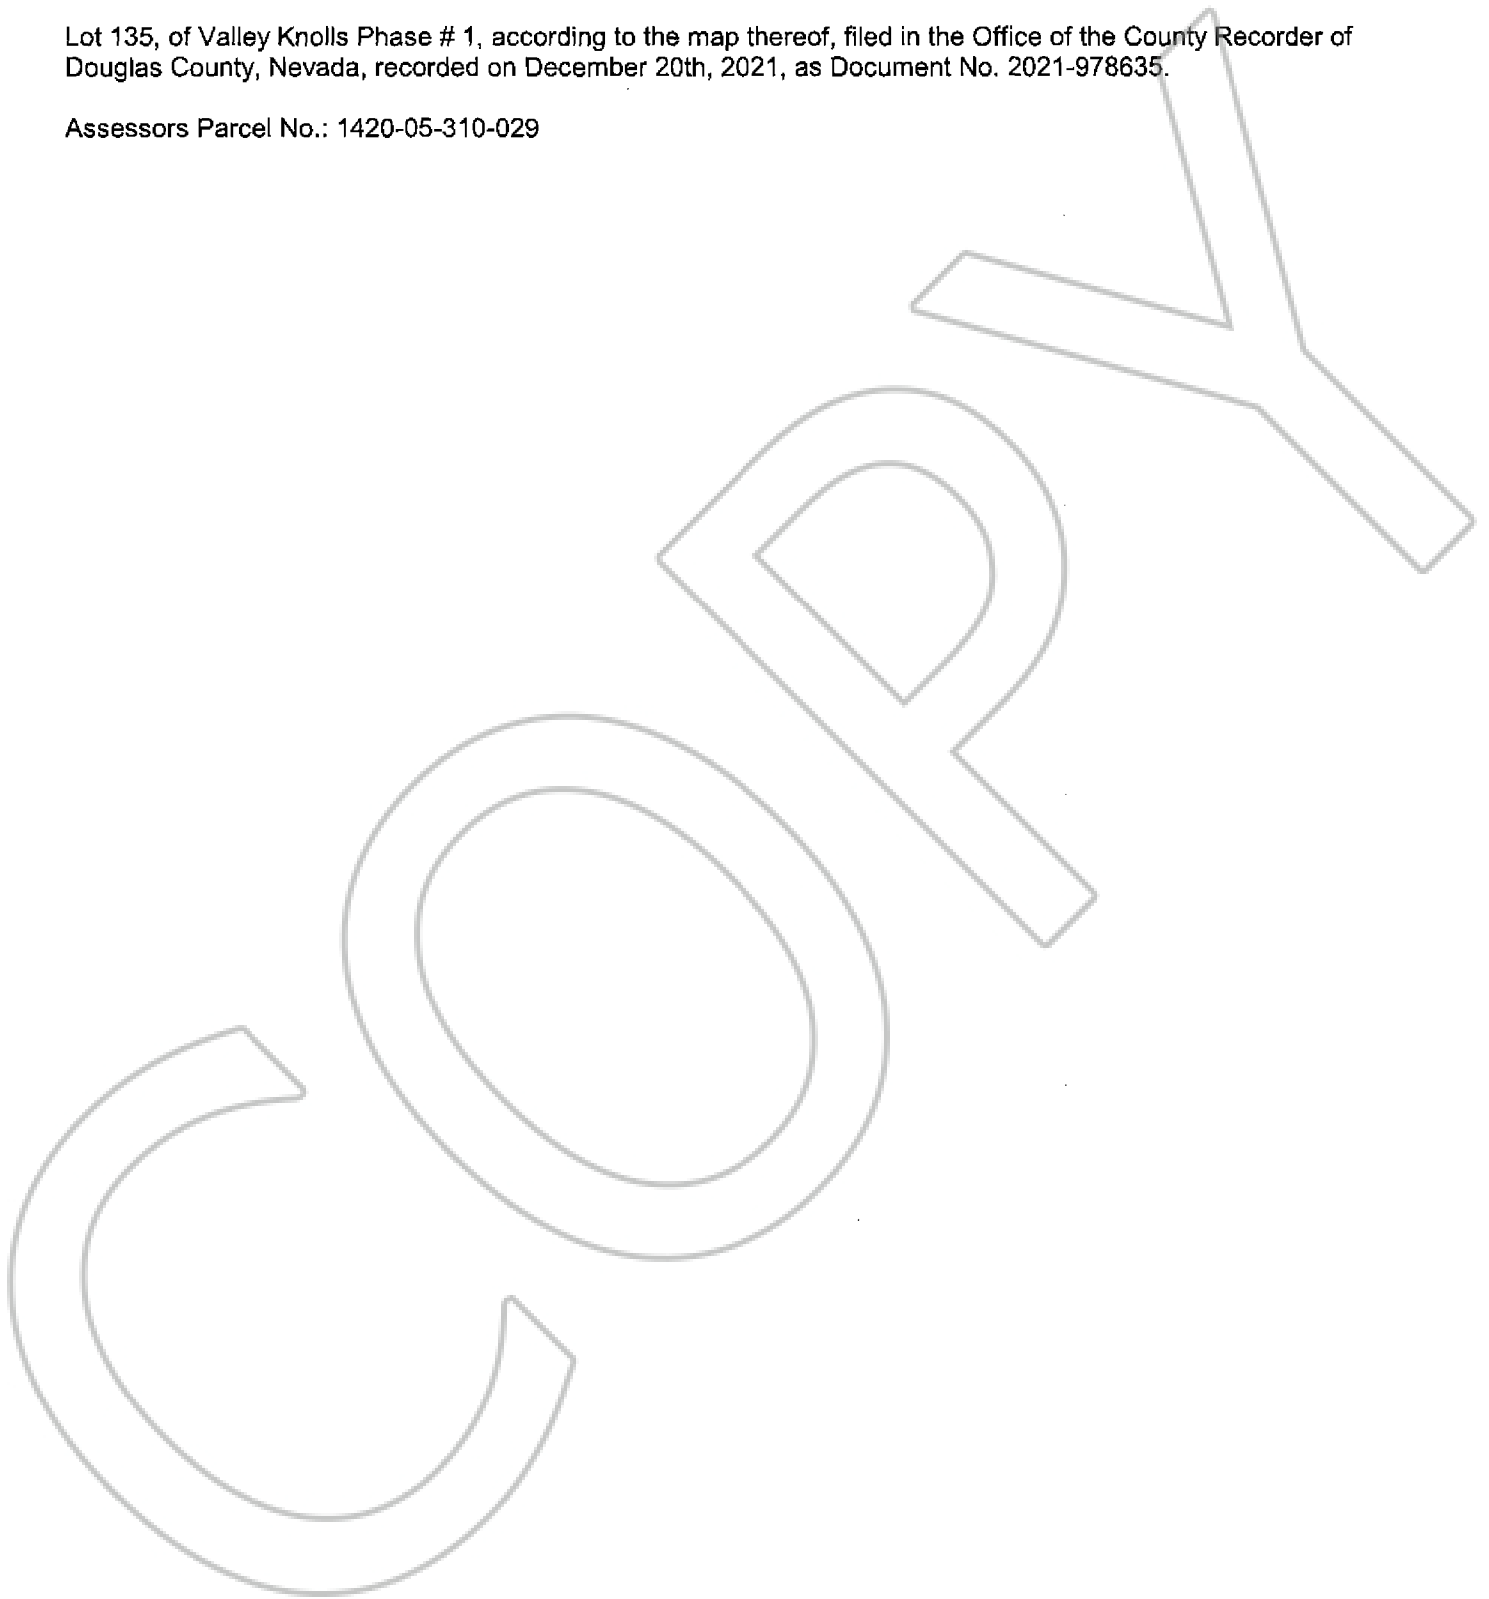 Lot 135, of Valley Knolls Phase # 1, according to the map thereof, filed in the Office of the County Recorder of
Douglas County, Nevada, recorded on December 20th, 2021, as Document No. 2021-978635.
Assessors Parcel No.: 1420-05-310-029
COPY